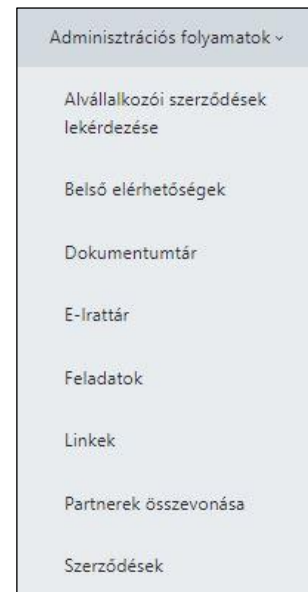 Adminisztrációs folyamatok
Alvállalkozói szerződések
lekérdezése
Belső elérhetőségek
Dokumentumtár
E-Irattár
Feladatok
Linkek
Partnerek összevonása
Szerződések